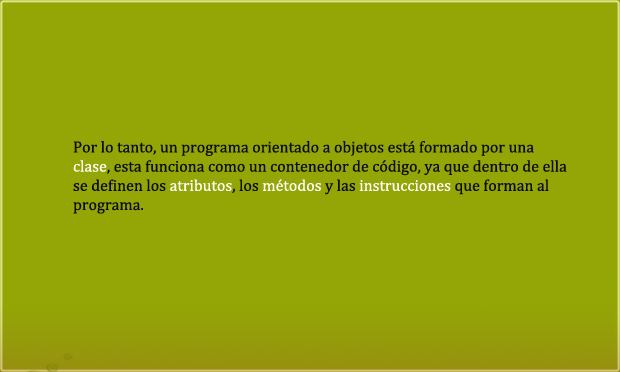 Por lo tanto, un programa orientado a objetos está formado por una
clase, esta funciona como un contenedor de código, ya que dentro de ella
se definen los atributos, los métodos y las instrucciones que forman al
programa.